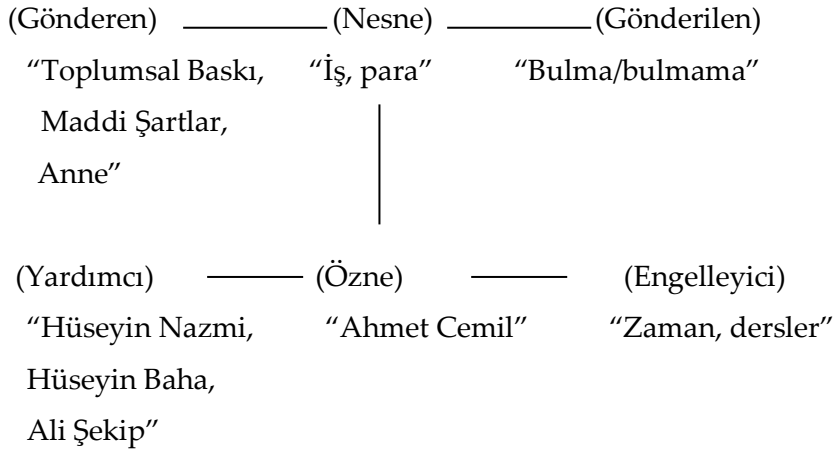 (Gönderen) (Nesne) (Gönderilen)
“Toplumsal Baskı, “İş, para” “Bulma/bulmama”
Maddi Şartlar,
Anne”
(Yardımcı) (Özne) (Engelleyici)
“Hüseyin Nazmi, “Ahmet Cemil” “Zaman, dersler”
Hüseyin Baha,
Ali Şekip”